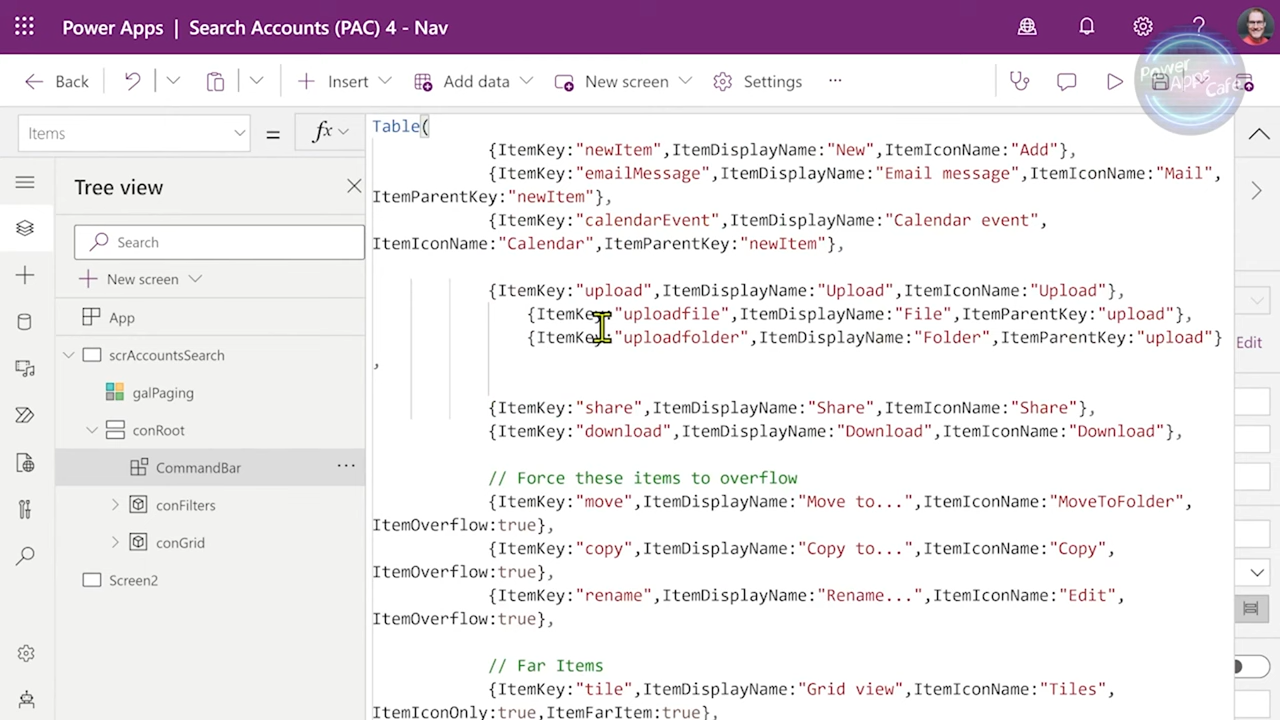 Power Apps | Search Accounts (PAC) 4 - Nav
Power Apps Cafe
Back
Insert
Add data
New screen
Settings
...
Items
=
fx
Tree view
Search
New screen
App
scrAccountsSearch
galPaging
conRoot
CommandBar
...
conFilters
conGrid
Screen2
Table(
{ItemKey:"newItem",ItemDisplayName:"New",ItemIconName:"Add"},
{ItemKey:"emailMessage",ItemDisplayName:"Email message",ItemIconName:"Mail",
ItemParentKey:"newItem"},
{ItemKey:"calendarEvent",ItemDisplayName:"Calendar event",
ItemIconName:"Calendar",ItemParentKey:"newItem"},
{ItemKey:"upload",ItemDisplayName:"Upload",ItemIconName:"Upload"},
{ItemKey:"uploadfile",ItemDisplayName:"File",ItemParentKey:"upload"},
{ItemKey:"uploadfolder",ItemDisplayName:"Folder",ItemParentKey:"upload"}
,
{ItemKey:"share",ItemDisplayName:"Share",ItemIconName:"Share"},
{ItemKey:"download",ItemDisplayName:"Download",ItemIconName:"Download"},
// Force these items to overflow
{ItemKey:"move",ItemDisplayName:"Move to...",ItemIconName:"MoveToFolder",
ItemOverflow:true},
{ItemKey:"copy",ItemDisplayName:"Copy to...",ItemIconName:"Copy",
ItemOverflow:true},
{ItemKey:"rename",ItemDisplayName:"Rename...",ItemIconName:"Edit",
ItemOverflow:true},
// Far Items
{ItemKey:"tile",ItemDisplayName:"Grid view",ItemIconName:"Tiles",
ItemIconOnly:true,ItemFarItem:true},
Edit